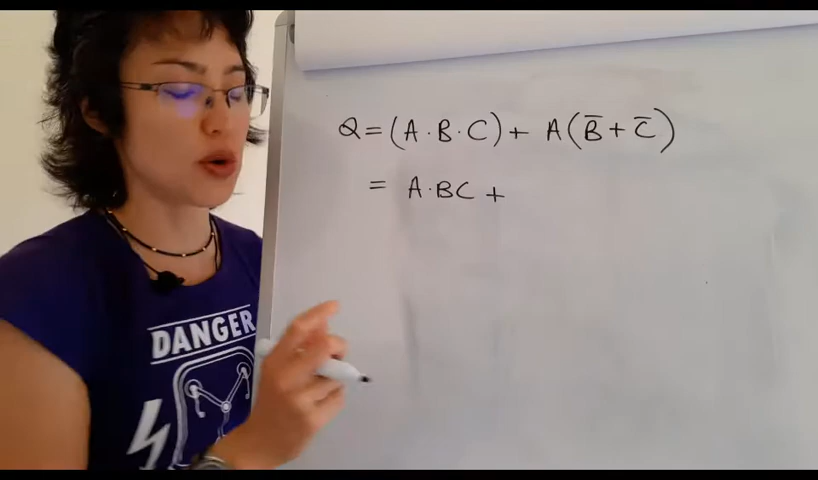 Q = (A · B · C) + A(B̅ + C̅)
= A · BC +
DANGER